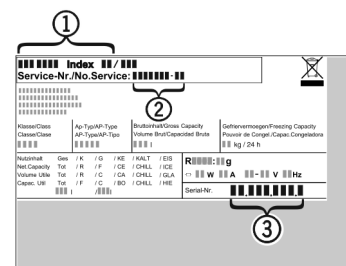 1
Index /
Service-Nr./No.Service: -
2
Klasse/Class
Classe/Clase
Ap-Typ/AP-Type
AP-Type/AP-Tipo
Bruttoinhalt/Gross Capacity
Volume Brut/Capacidad Bruta
l
Gefriervermoegen/Freezing Capacity
Pouvoir de Congel./Capac.Congeladora
kg / 24 h
Nutzinhalt Ges / K / G / KE / KALT / EIS
Net.Capacity Tot / R / F / CE / CHILL / ICE
Volume Utile Tot / R / C / CA / CHILL / GLA
Capac. Util Tot / F / C / BO / CHILL / HIE
l / l
R : g
W A - V Hz
Serial-Nr. . . .
3